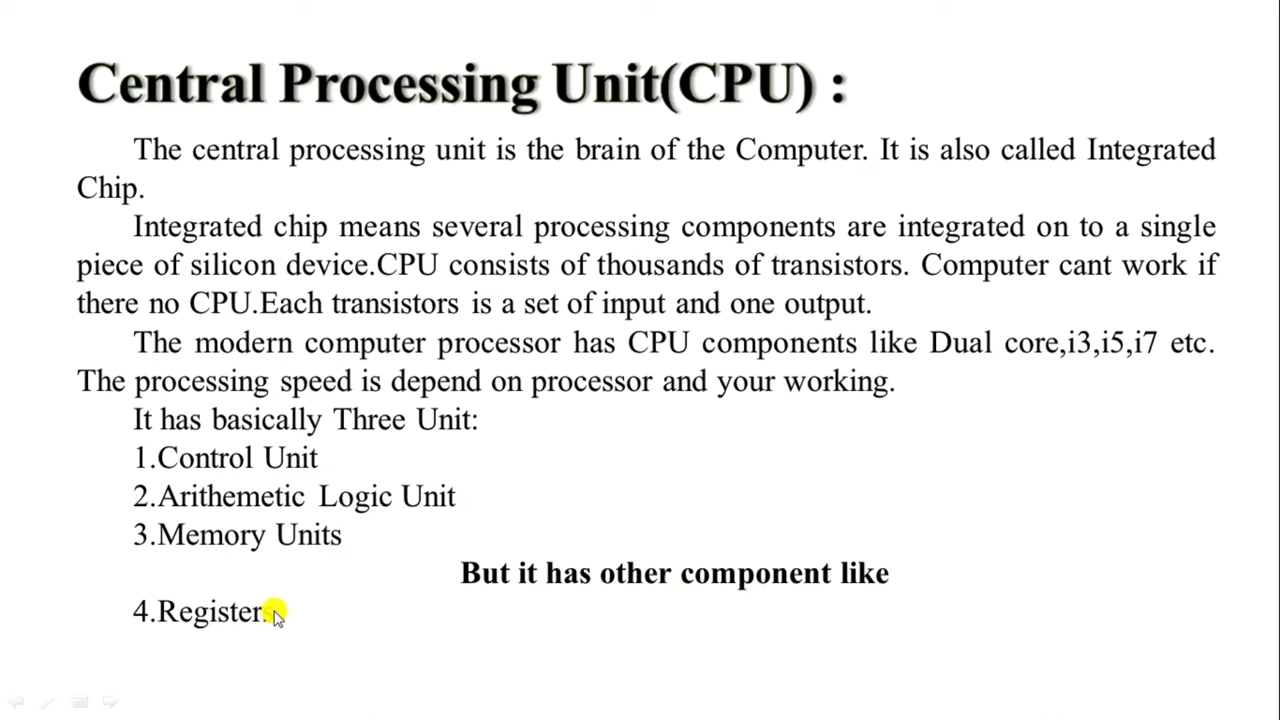 Central Processing Unit(CPU) :
The central processing unit is the brain of the Computer. It is also called Integrated
Chip.
Integrated chip means several processing components are integrated on to a single
piece of silicon device.CPU consists of thousands of transistors. Computer cant work if
there no CPU.Each transistors is a set of input and one output.
The modern computer processor has CPU components like Dual core,i3,i5,i7 etc.
The processing speed is depend on processor and your working.
It has basically Three Unit:
1.Control Unit
2.Arithemetic Logic Unit
3.Memory Units
But it has other component like
4.Registers